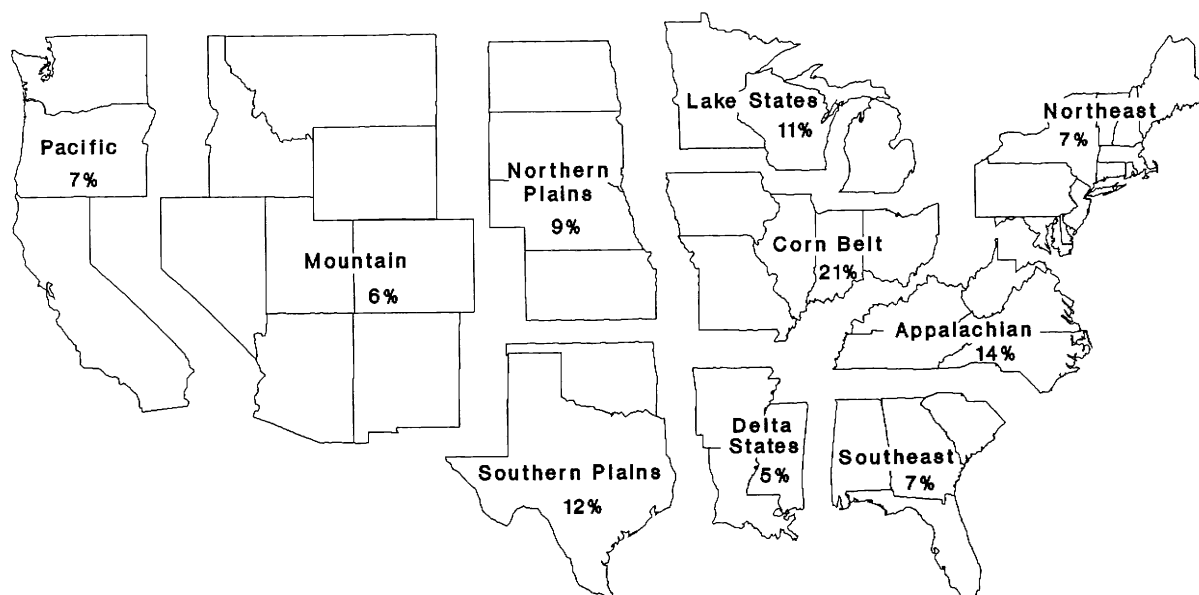 Lake States
11%
Northeast
7%
Pacific
7%
Northern
Plains
9%
Corn Belt
21%
Mountain
6%
Appalachian
14%
Delta
States
5%
Southeast
7%
Southern Plains
12%